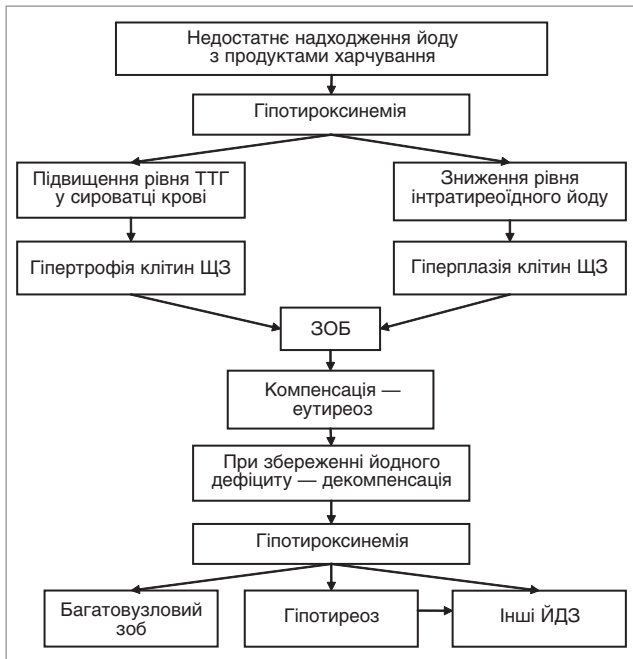 Недостатнє надходження йоду
з продуктами харчування
Гіпотироксинемія
Підвищення рівня ТТГ
у сироватці крові
Зниження рівня
інтратиреоїдного йоду
Гіпертрофія клітин ЩЗ
Гіперплазія клітин ЩЗ
ЗОБ
Компенсація —
еутиреоз
При збереженні йодного
дефіциту — декомпенсація
Гіпотироксинемія
Багатовузловий
зоб
Гіпотиреоз
Інші ЙДЗ